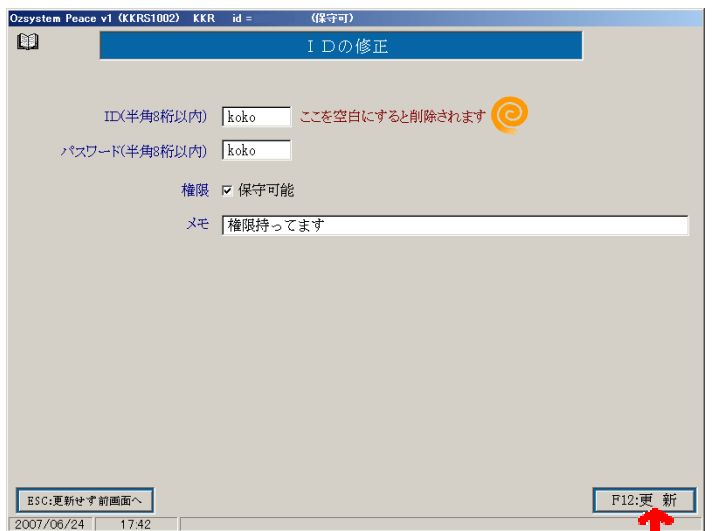 Ozsystem Peace v1 (KKRS1002) KKR id = (保守可)
ＩＤの修正
ID(半角8桁以内) koko ここを空白にすると削除されます
パスワード(半角8桁以内) koko
権限 保守可能
メモ 権限持ってます
ESC:更新せず前画面へ F12:更 新
2007/06/24 17:42